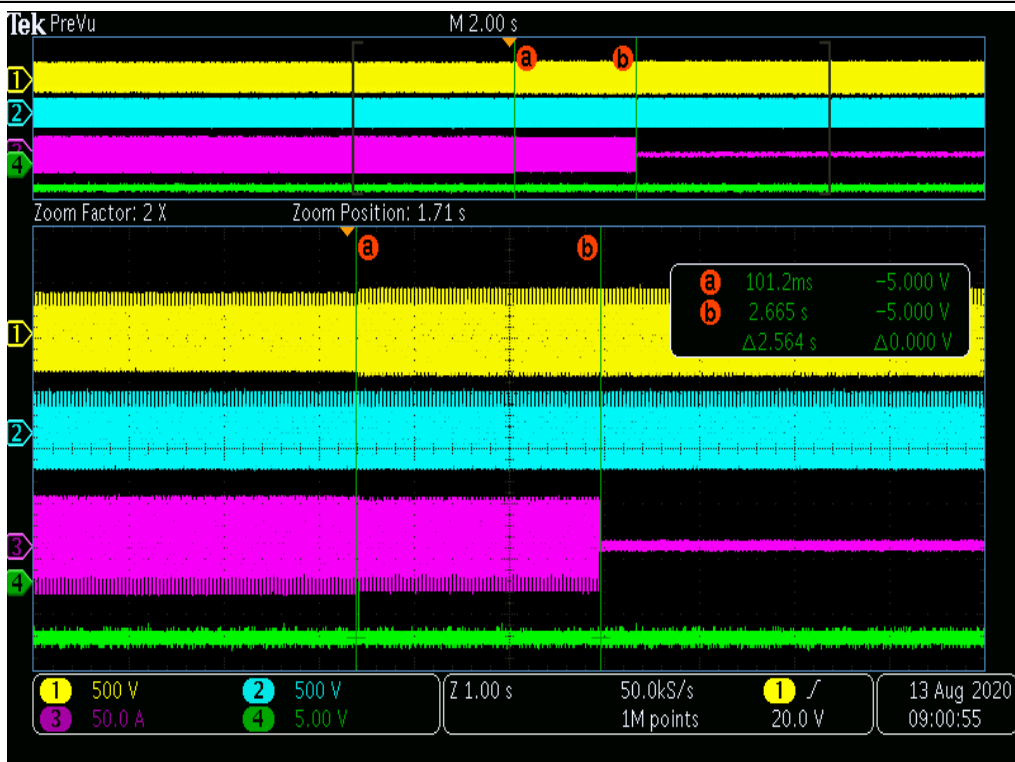 Tek PreVu M 2.00 s
a b
1
2
3
4
Zoom Factor: 2 X Zoom Position: 1.71 s
a b
a 101.2ms −5.000 V
b 2.665 s −5.000 V
Δ2.564 s Δ0.000 V
1
2
3
4
1 500 V 2 500 V Z 1.00 s 50.0kS/s 1 13 Aug 2020
3 50.0 A 4 5.00 V 1M points 20.0 V 09:00:55